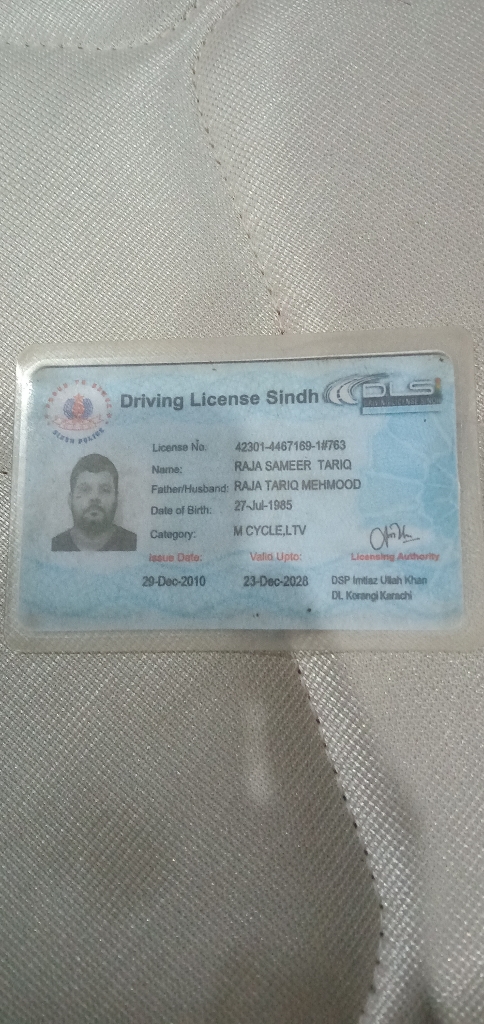 Driving License Sindh
DLS
SINDH POLICE
License No: 42301-4467169-1#763
Name: RAJA SAMEER TARIQ
Father/Husband: RAJA TARIQ MEHMOOD
Date of Birth: 27-Jul-1985
Category: M CYCLE,LTV
Issue Date: Valid Upto: Licensing Authority
29-Dec-2010 23-Dec-2028 DSP Imtiaz Ullah Khan
DL Korangi Karachi